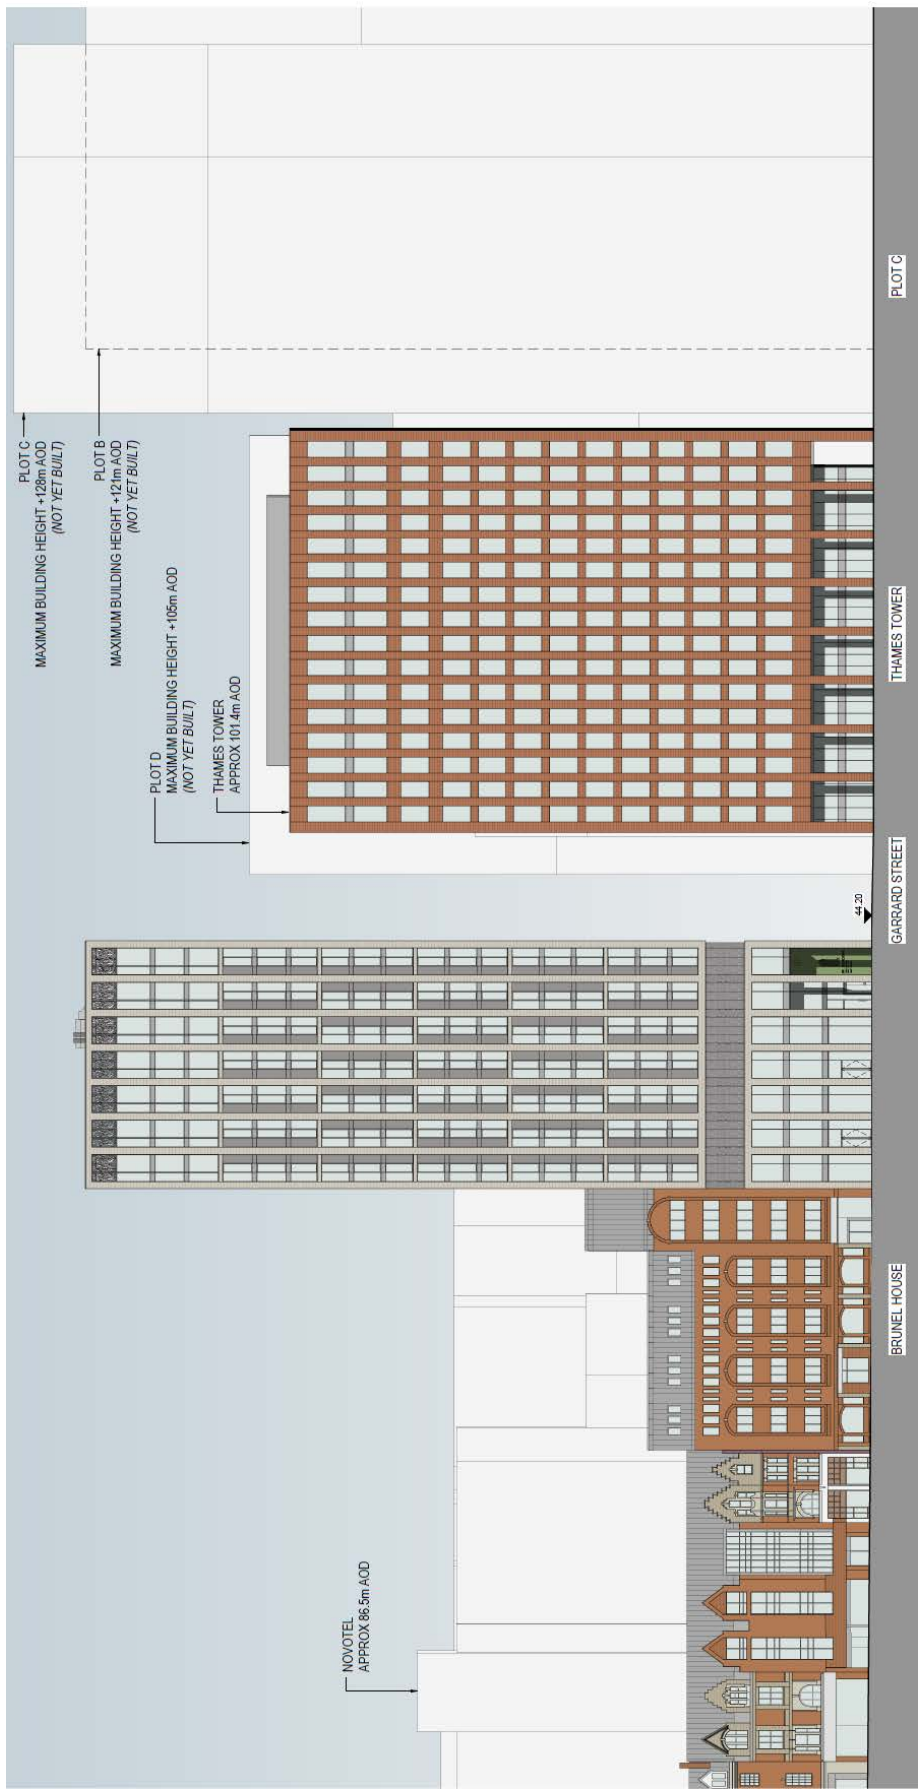 PLOT C
MAXIMUM BUILDING HEIGHT +128m AOD
(NOT YET BUILT)
PLOT B
MAXIMUM BUILDING HEIGHT +121m AOD
(NOT YET BUILT)
PLOT D
MAXIMUM BUILDING HEIGHT +105m AOD
(NOT YET BUILT)
THAMES TOWER
APPROX 101.4m AOD
NOVOTEL
APPROX 86.5m AOD
44.20
BRUNEL HOUSE
GARRARD STREET
THAMES TOWER
PLOT C